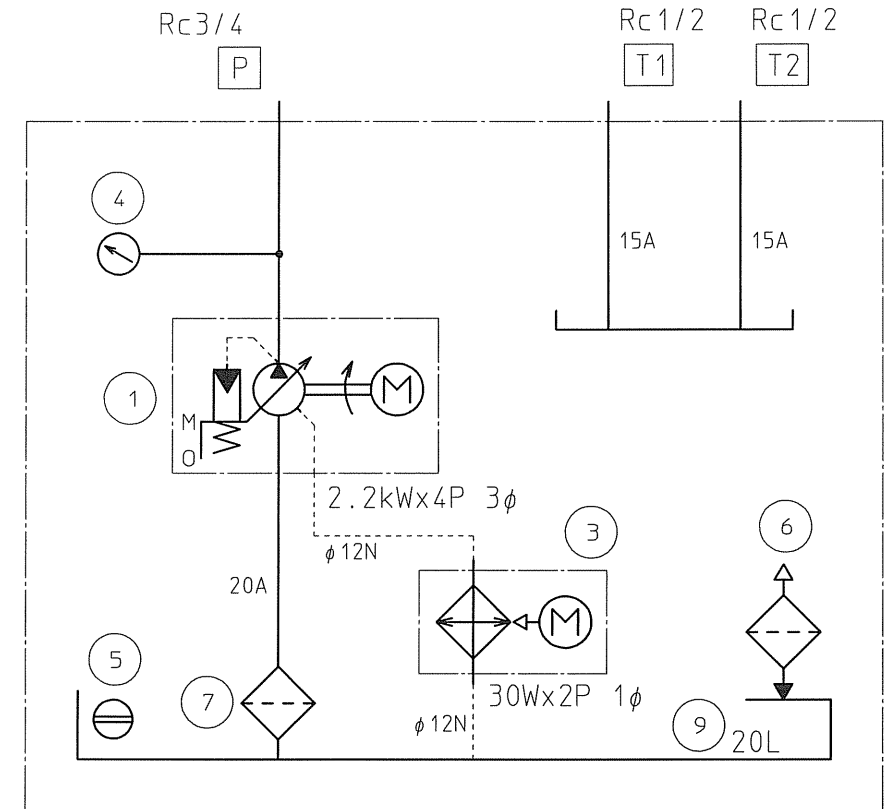 Rc3/4
Rc1/2
Rc1/2
P
T1
T2
4
15A
15A
1
M
O
M
2.2kWx4P 3ϕ
3
6
ϕ12N
20A
M
5
7
30Wx2P 1ϕ
ϕ12N
9
20L